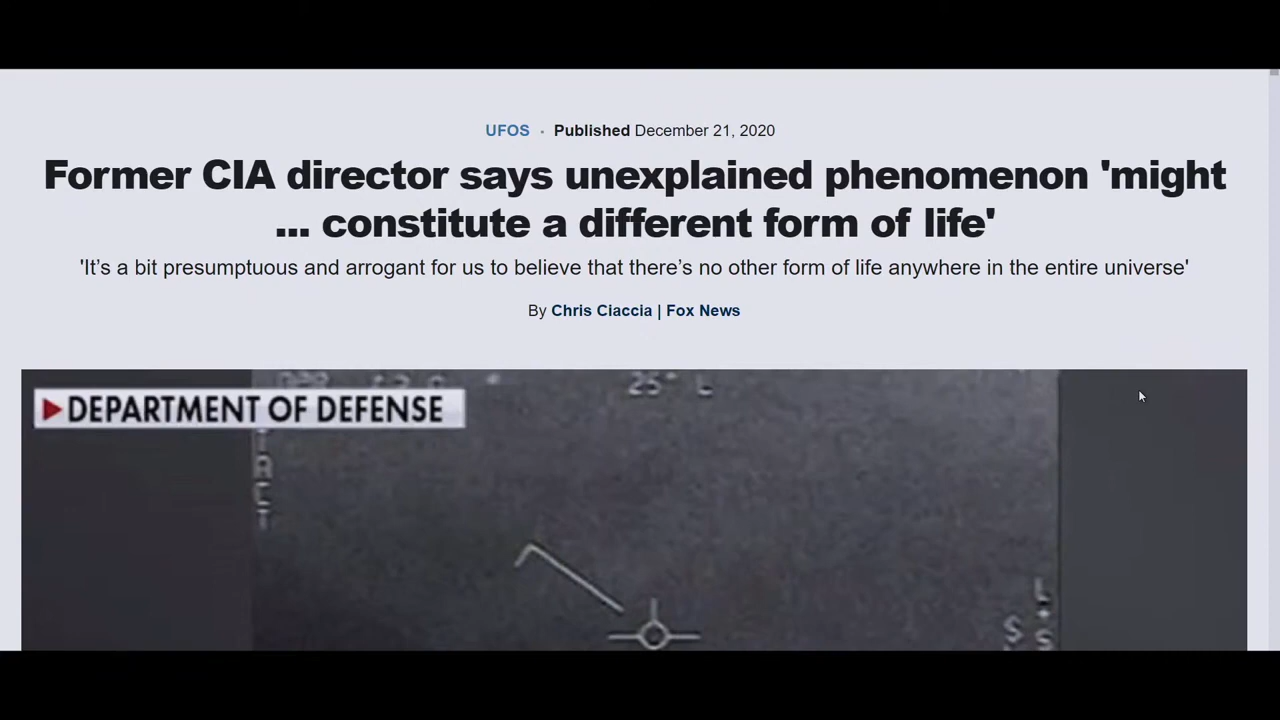 UFOS · Published December 21, 2020
Former CIA director says unexplained phenomenon 'might
... constitute a different form of life'
'It’s a bit presumptuous and arrogant for us to believe that there’s no other form of life anywhere in the entire universe'
By Chris Ciaccia | Fox News
25° L
DEPARTMENT OF DEFENSE